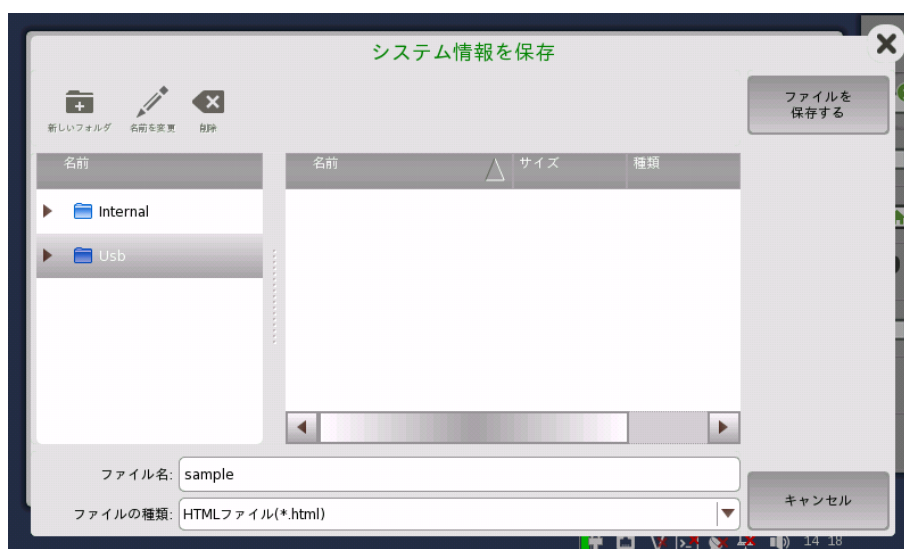 システム情報を保存
新しいフォルダ
名前を変更
削除
ファイルを
保存する
名前
名前
サイズ
種類
Internal
Usb
ファイル名:
sample
ファイルの種類:
HTMLファイル(*.html)
キャンセル
14 18